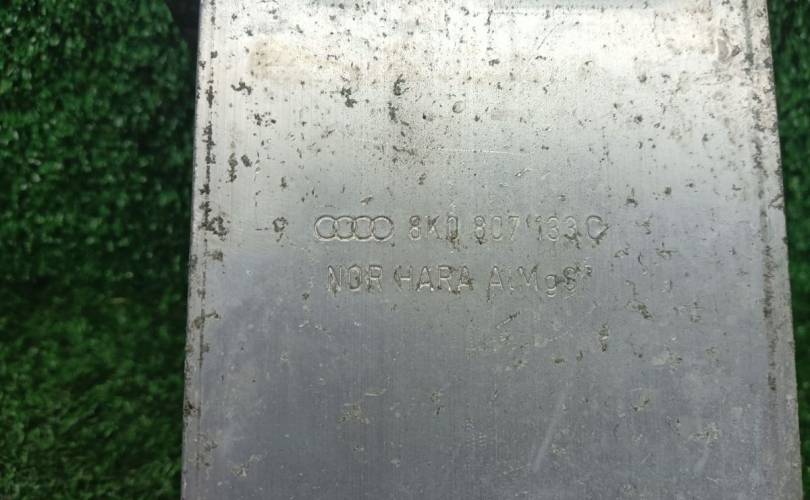 8K0 807 133 C
NOR HARA AlMgSi